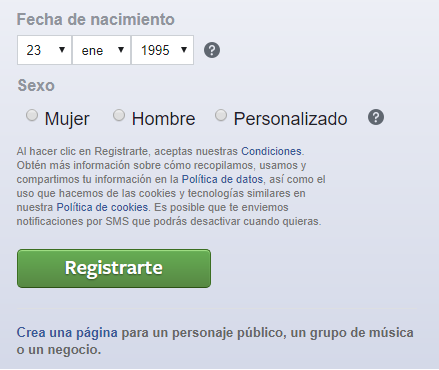 Fecha de nacimiento
23 ene 1995 ?
Sexo
Mujer Hombre Personalizado ?
Al hacer clic en Registrarte, aceptas nuestras Condiciones.
Obtén más información sobre cómo recopilamos, usamos y
compartimos tu información en la Política de datos, así como el
uso que hacemos de las cookies y tecnologías similares en
nuestra Política de cookies. Es posible que te enviemos
notificaciones por SMS que podrás desactivar cuando quieras.
Registrarte
Crea una página para un personaje público, un grupo de música
o un negocio.